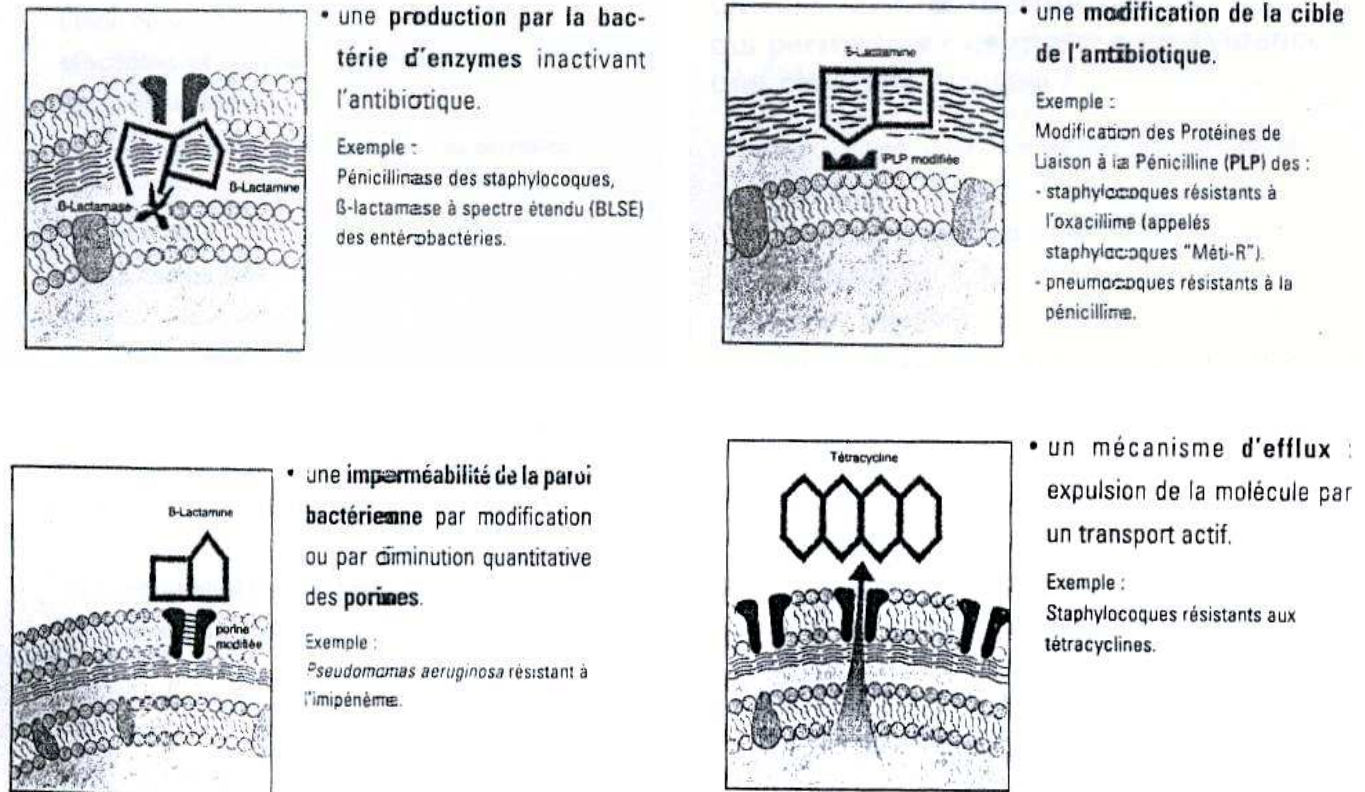 • une production par la bac-
térie d"enzymes inactivant
l'antibiotique.
Exemple :
Pénicillinase des staphylocoques,
ß-lactamase à spectre étendu (BLSE)
des entérobactéries.
ß-Lactamine
ß-Lactamase
• une modification de la cible
de l'antibiotique.
Exemple :
Modification des Protéines de
Liaison à la Pénicilline (PLP) des :
- staphylocoques résistants à
l'oxacilline (appelés
staphylocoques "Méti-R").
- pneumocoques résistants à la
pénicilline.
ß-Lactamine
PLP modifiée
• une imperméabilité de la paroi
bactérienne par modification
ou par diminution quantitative
des porines.
Exemple :
Pseudomonas aeruginosa résistant à
l'imipénème.
ß-Lactamine
porine
modifiée
• un mécanisme d'efflux :
expulsion de la molécule par
un transport actif.
Exemple :
Staphylocoques résistants aux
tétracyclines.
Tétracycline